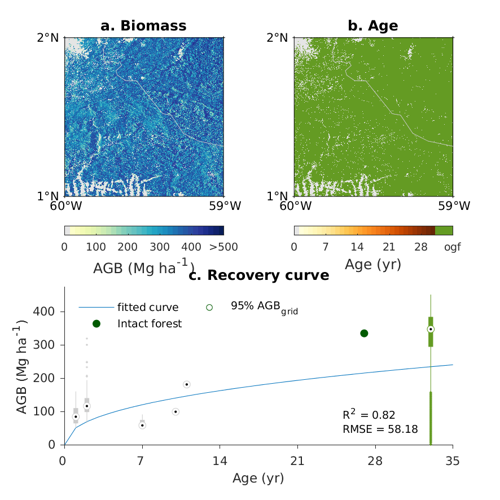 a. Biomass
b. Age
2°N
2°N
1°N
1°N
60°W
59°W
60°W
59°W
0 100 200 300 400 >500
0 7 14 21 28 ogf
AGB (Mg ha⁻¹)
Age (yr)
c. Recovery curve
fitted curve
95% AGB_grid
Intact forest
400
300
200
100
0
AGB (Mg ha⁻¹)
R² = 0.82
RMSE = 58.18
0 7 14 21 28 35
Age (yr)